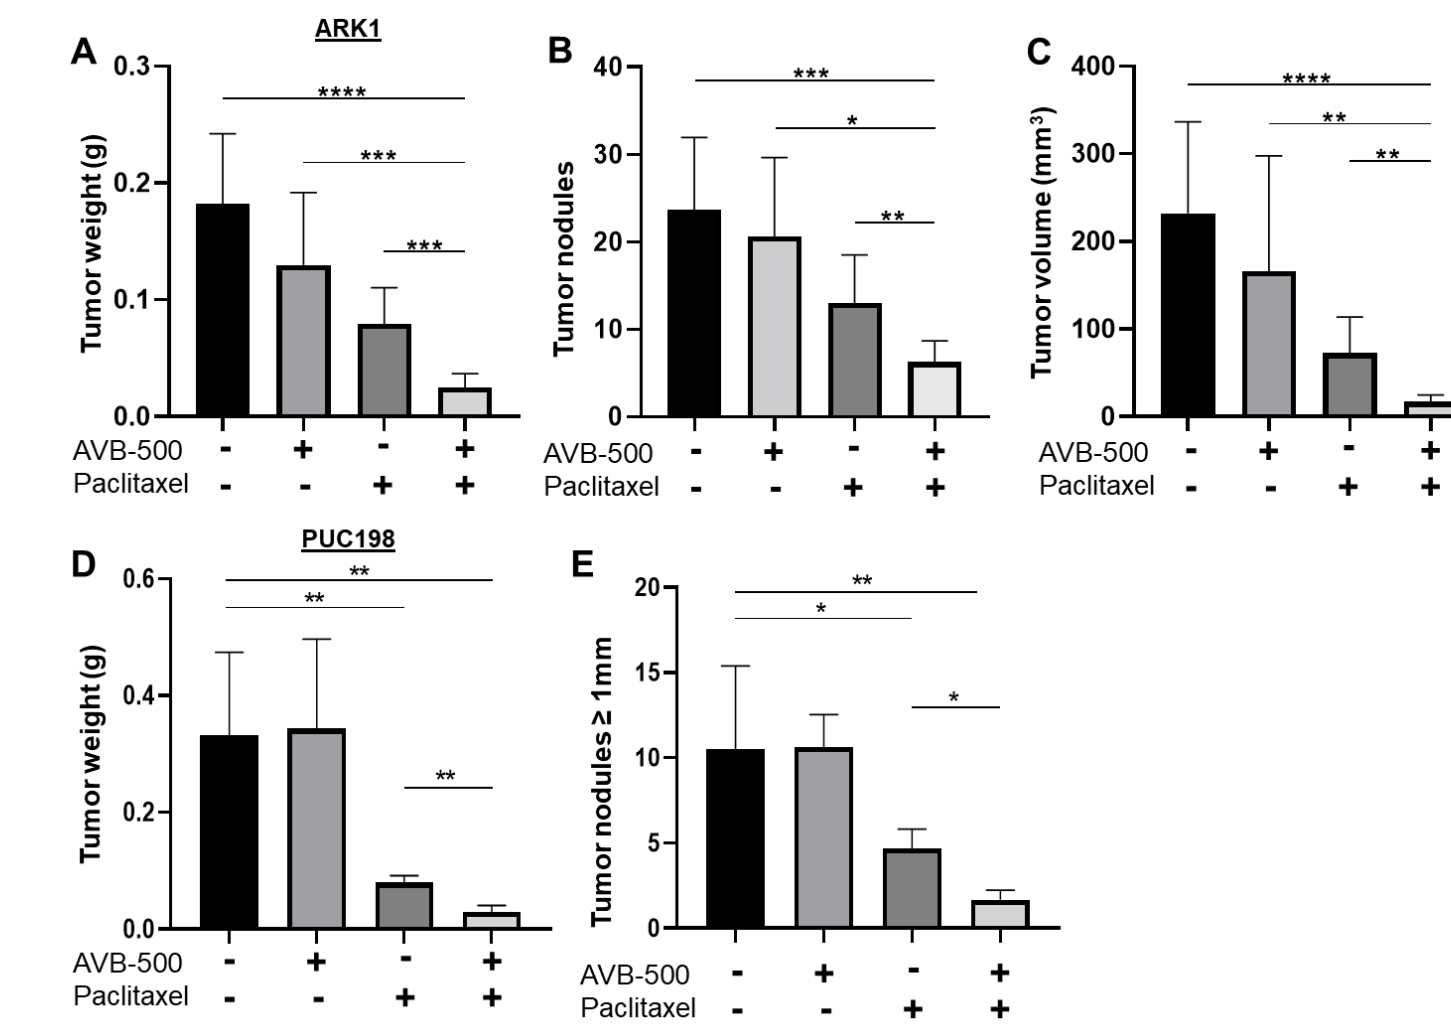 ARK1
A
B
C
0.3
0.2
0.1
0.0
Tumor weight (g)
****
***
***
AVB-500 - + - +
Paclitaxel - - + +
40
30
20
10
0
Tumor nodules
***
*
**
AVB-500 - + - +
Paclitaxel - - + +
400
300
200
100
0
Tumor volume (mm³)
****
**
**
AVB-500 - + - +
Paclitaxel - - + +
PUC198
D
E
0.6
0.4
0.2
0.0
Tumor weight (g)
**
**
**
AVB-500 - + - +
Paclitaxel - - + +
20
15
10
5
0
Tumor nodules ≥ 1mm
**
*
*
AVB-500 - + - +
Paclitaxel - - + +